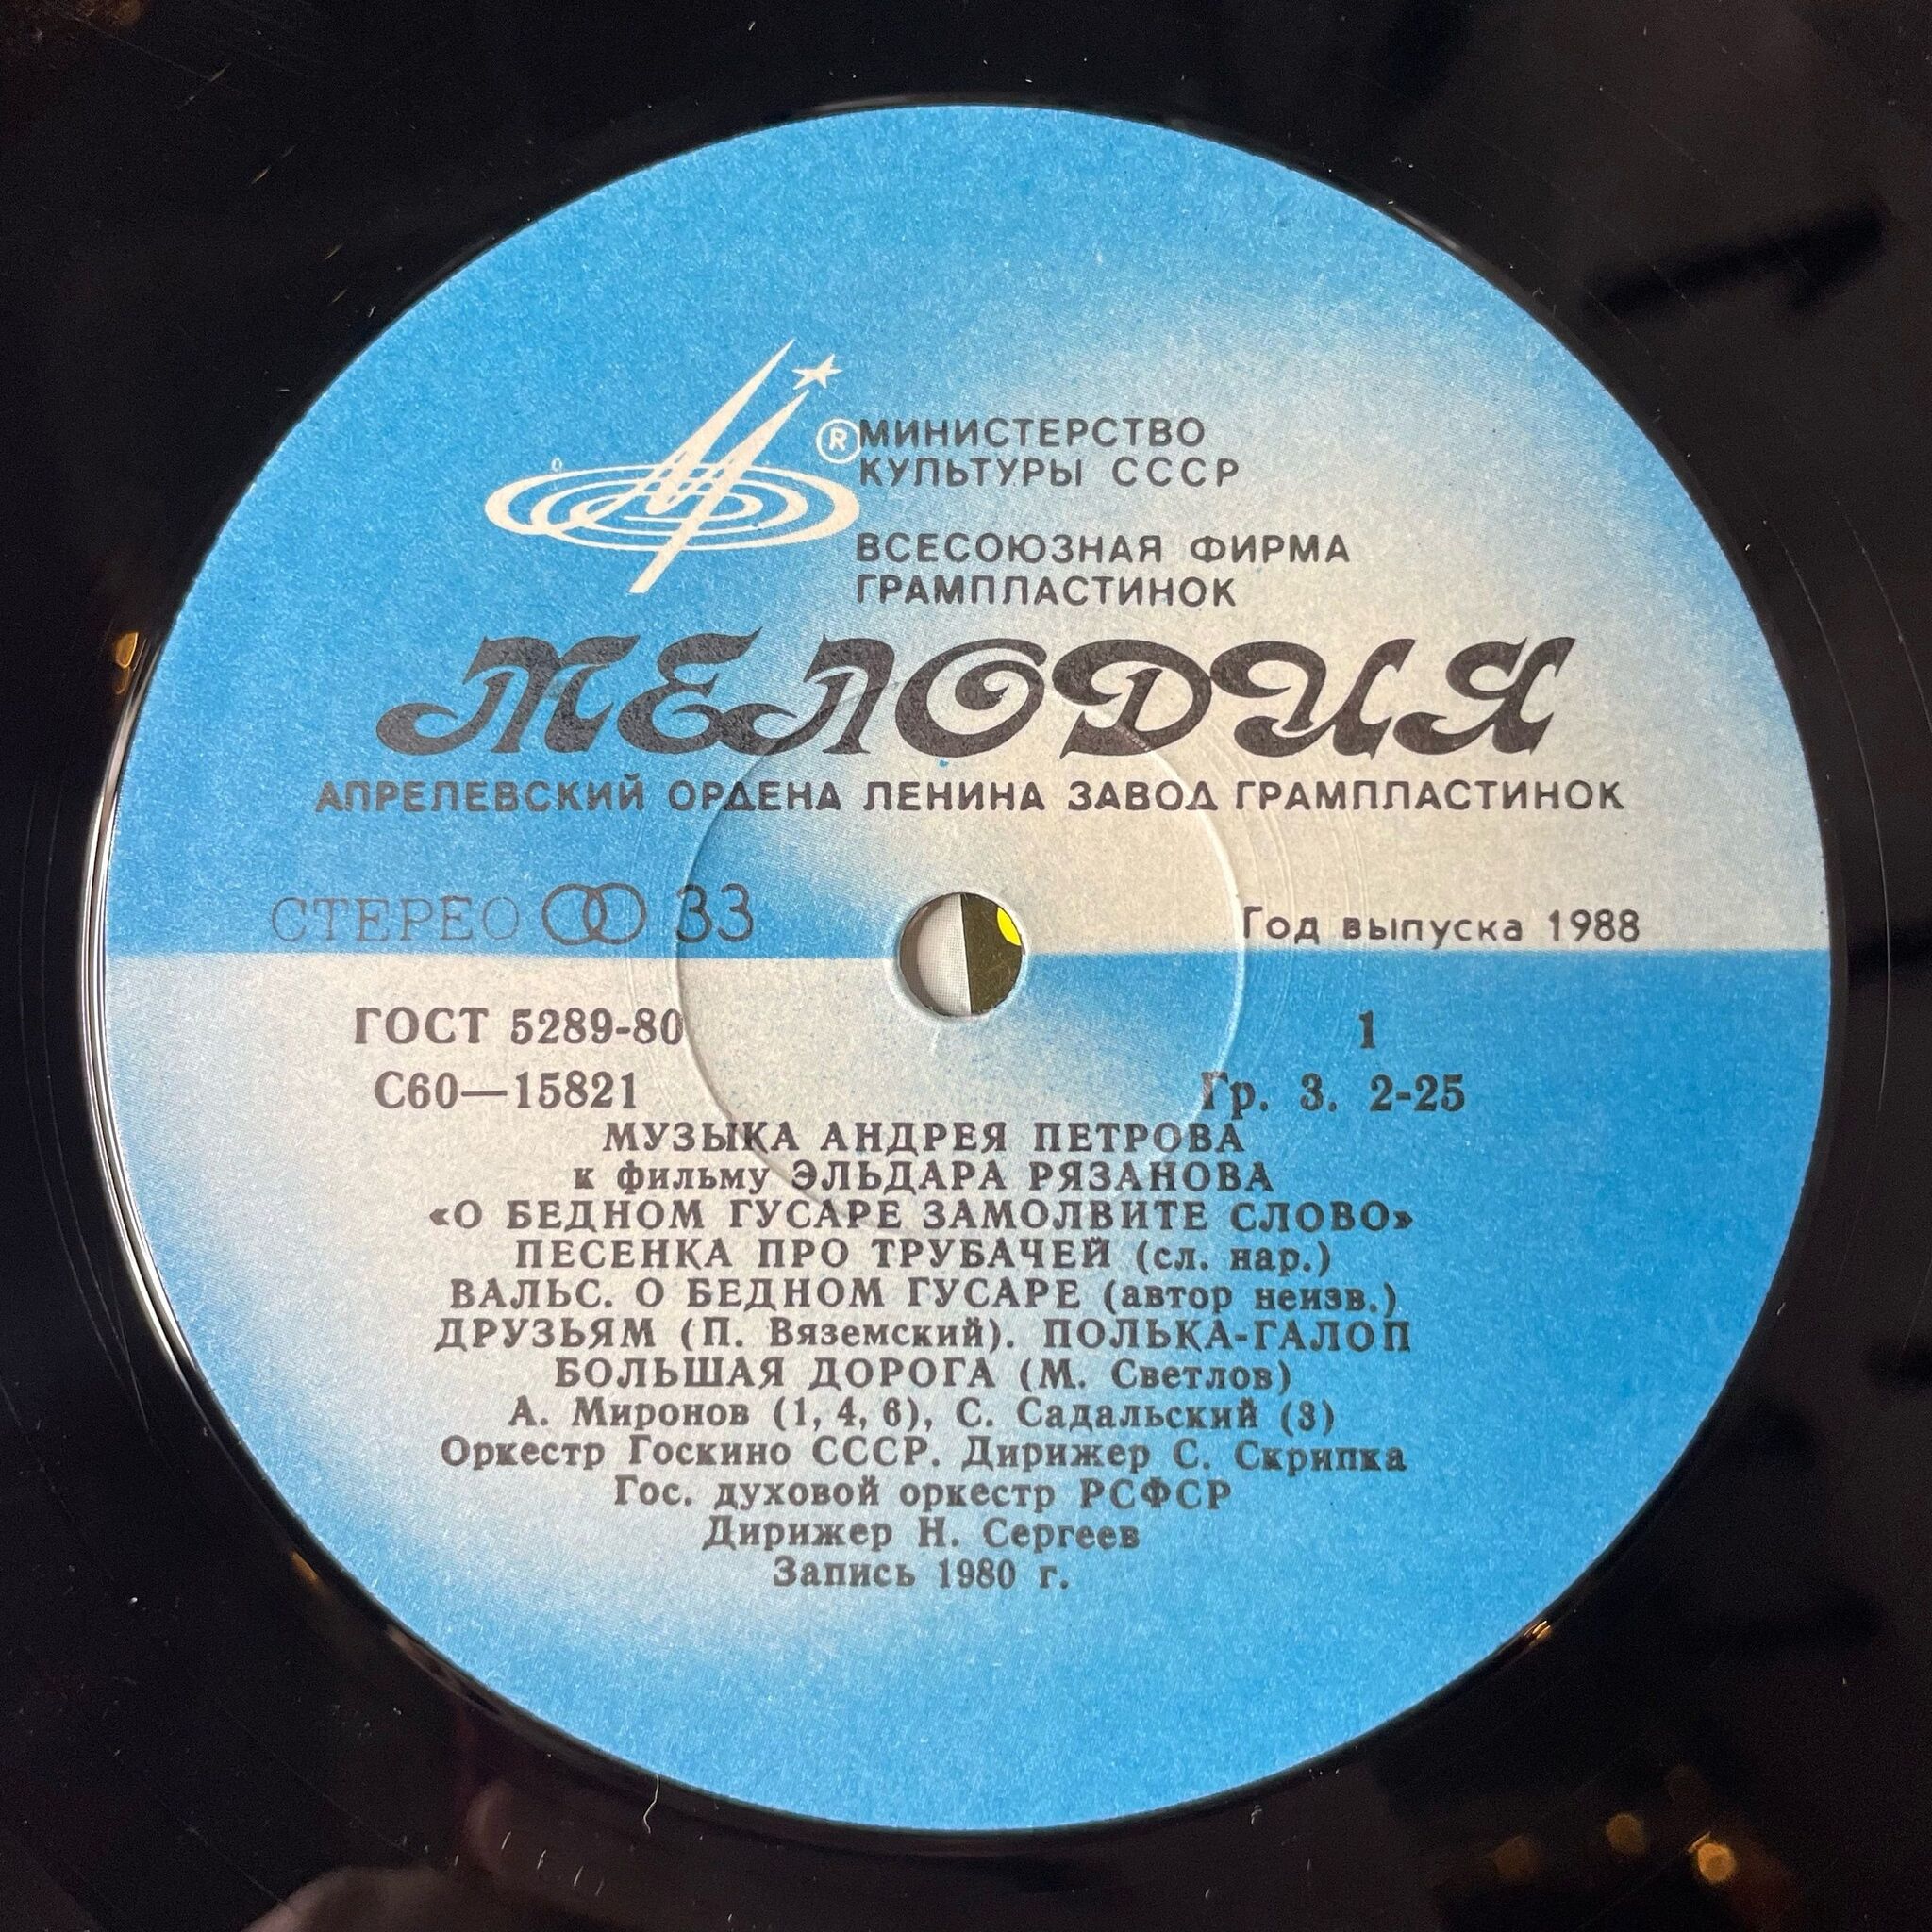 ®
МИНИСТЕРСТВО
КУЛЬТУРЫ СССР
ВСЕСОЮЗНАЯ ФИРМА
ГРАМПЛАСТИНОК
МЕЛОДИЯ
АПРЕЛЕВСКИЙ ОРДЕНА ЛЕНИНА ЗАВОД ГРАМПЛАСТИНОК
СТЕРЕО 33
Год выпуска 1988
ГОСТ 5289-80
1
С60—15821
Гр. 3. 2-25
МУЗЫКА АНДРЕЯ ПЕТРОВА
к фильму ЭЛЬДАРА РЯЗАНОВА
«О БЕДНОМ ГУСАРЕ ЗАМОЛВИТЕ СЛОВО»
ПЕСЕНКА ПРО ТРУБАЧЕЙ (сл. нар.)
ВАЛЬС. О БЕДНОМ ГУСАРЕ (автор неизв.)
ДРУЗЬЯМ (П. Вяземский). ПОЛЬКА-ГАЛОП
БОЛЬШАЯ ДОРОГА (М. Светлов)
А. Миронов (1, 4, 6), С. Садальский (3)
Оркестр Госкино СССР. Дирижер С. Скрипка
Гос. духовой оркестр РСФСР
Дирижер Н. Сергеев
Запись 1980 г.